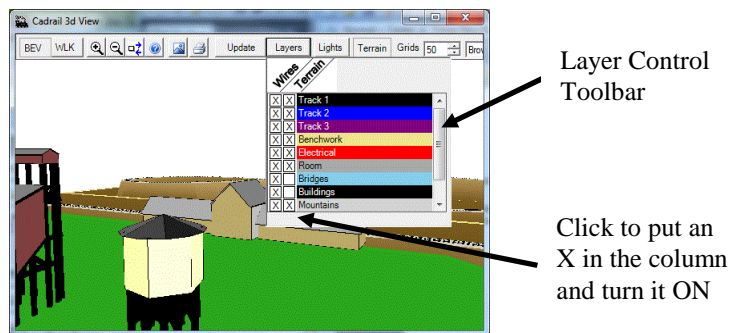 Cadrail 3d View
BEV WLK Update Layers Lights Terrain Grids 50 Brow
Wires Terrain
X X Track 1
X X Track 2
X X Track 3
X X Benchwork
X X Electrical
X X Room
X Bridges
X Buildings
X X Mountains
Layer Control
Toolbar
Click to put an
X in the column
and turn it ON